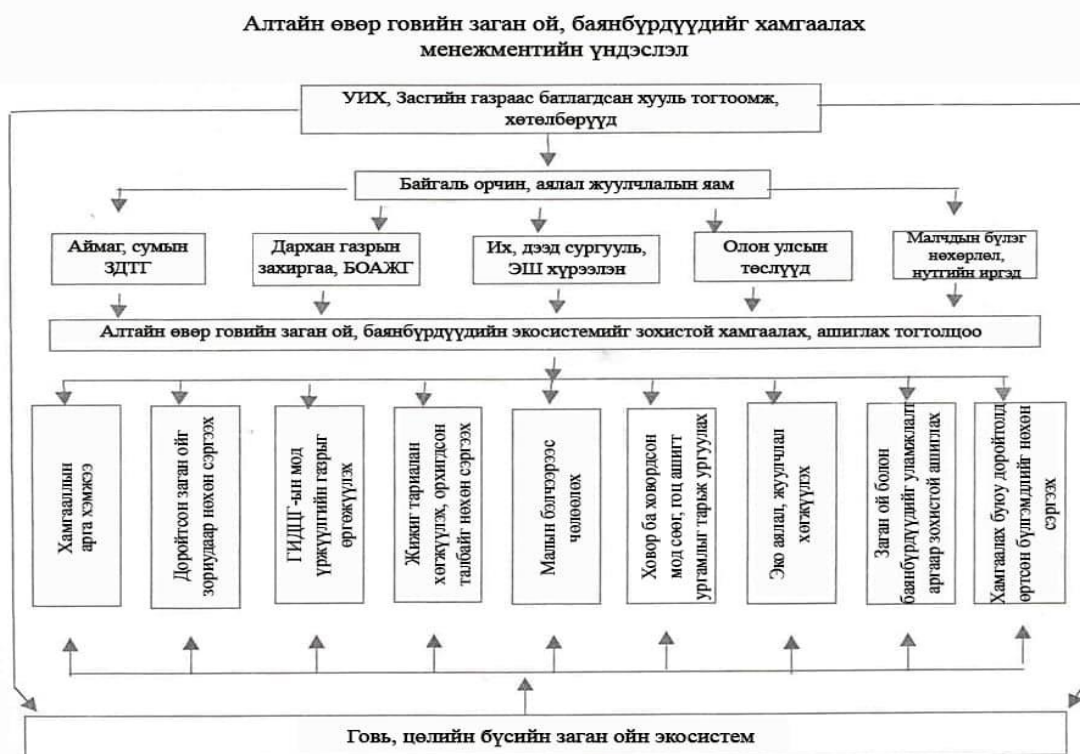 Алтайн өвөр говийн заган ой, баянбүрдүүдийг хамгаалах
менежментийн үндэслэл
УИХ, Засгийн газраас батлагдсан хууль тогтоомж,
хөтөлбөрүүд
Байгаль орчин, аялал жуулчлалын яам
Аймаг, сумын
ЗДТГ
Дархан газрын
захиргаа, БОАЖГ
Их, дээд сургууль,
ЭШ хүрээлэн
Олон улсын
төслүүд
Малчдын бүлэг
нөхөрлөл,
нутгийн иргэд
Алтайн өвөр говийн заган ой, баянбүрдүүдийн экосистемийг зохистой хамгаалах, ашиглах тогтолцоо
Хамгааллын
арга хэмжээ
Доройтсон заган ойг
зориудаар нөхөн сэргээх
ГИДЦГ-ын мод
үржүүлгийн газрыг
өргөжүүлэх
Жижиг тариалан
хөгжүүлэх, орхигдсон
талбайг нөхөн сэргээх
Малын бэлчээрээс
чөлөөлөх
Ховор ба ховордсон
мод сөөг, гоц ашигт
ургамлыг тарьж ургуулах
Эко аялал, жуулчлал
хөгжүүлэх
Заган ой болон
баянбүрдүүдийг уламжлалт
аргаар зохистой ашиглах
Хамгаалах буюу доройтолд
өртсөн бүлгэмдлийг нөхөн
сэргээх
Говь, цөлийн бүсийн заган ойн экосистем